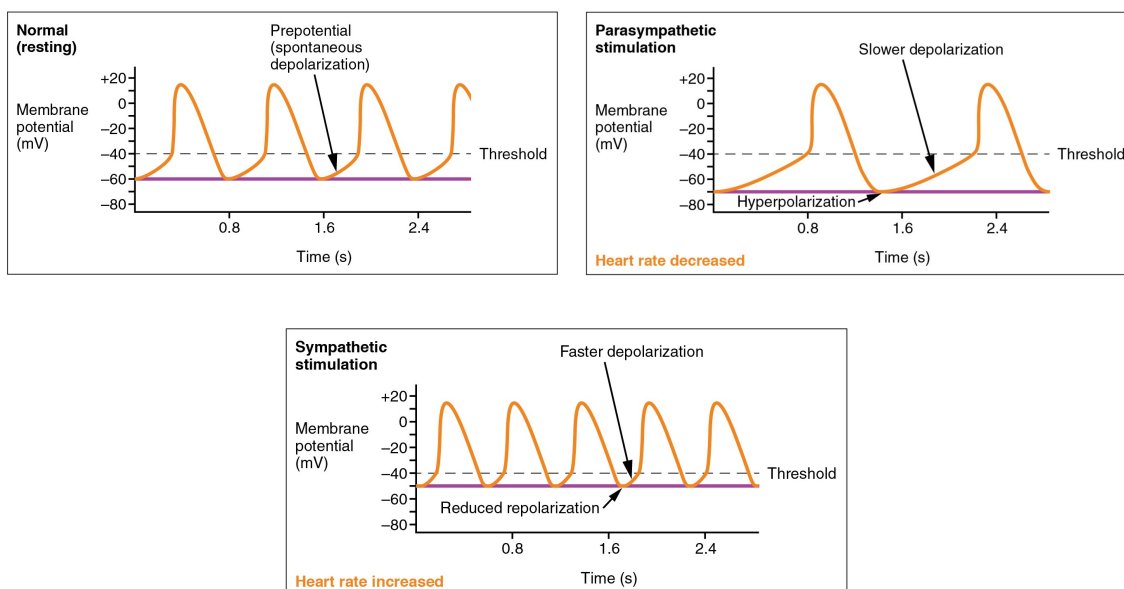 Normal
(resting)
Prepotential
(spontaneous
depolarization)
Membrane
potential
(mV)
+20
0
–20
–40
–60
–80
Threshold
0.8
1.6
2.4
Time (s)
Parasympathetic
stimulation
Slower depolarization
Membrane
potential
(mV)
+20
0
–20
–40
–60
–80
Threshold
Hyperpolarization
0.8
1.6
2.4
Heart rate decreased
Time (s)
Sympathetic
stimulation
Faster depolarization
Membrane
potential
(mV)
+20
0
–20
–40
–60
–80
Threshold
Reduced repolarization
0.8
1.6
2.4
Heart rate increased
Time (s)